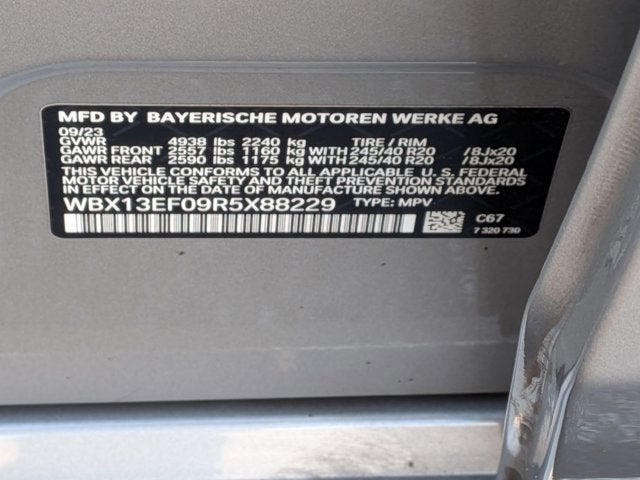 MFD BY BAYERISCHE MOTOREN WERKE AG
09/23
GVWR 4938 lbs 2240 kg TIRE / RIM
GAWR FRONT 2557 lbs 1160 kg WITH 245/40 R20 /8Jx20
GAWR REAR 2590 lbs 1175 kg WITH 245/40 R20 /8Jx20
THIS VEHICLE CONFORMS TO ALL APPLICABLE U.S. FEDERAL
MOTOR VEHICLE SAFETY AND THEFT PREVENTION STANDARDS
IN EFFECT ON THE DATE OF MANUFACTURE SHOWN ABOVE.
WBX13EF09R5X88229 TYPE: MPV
C67
7 320 730